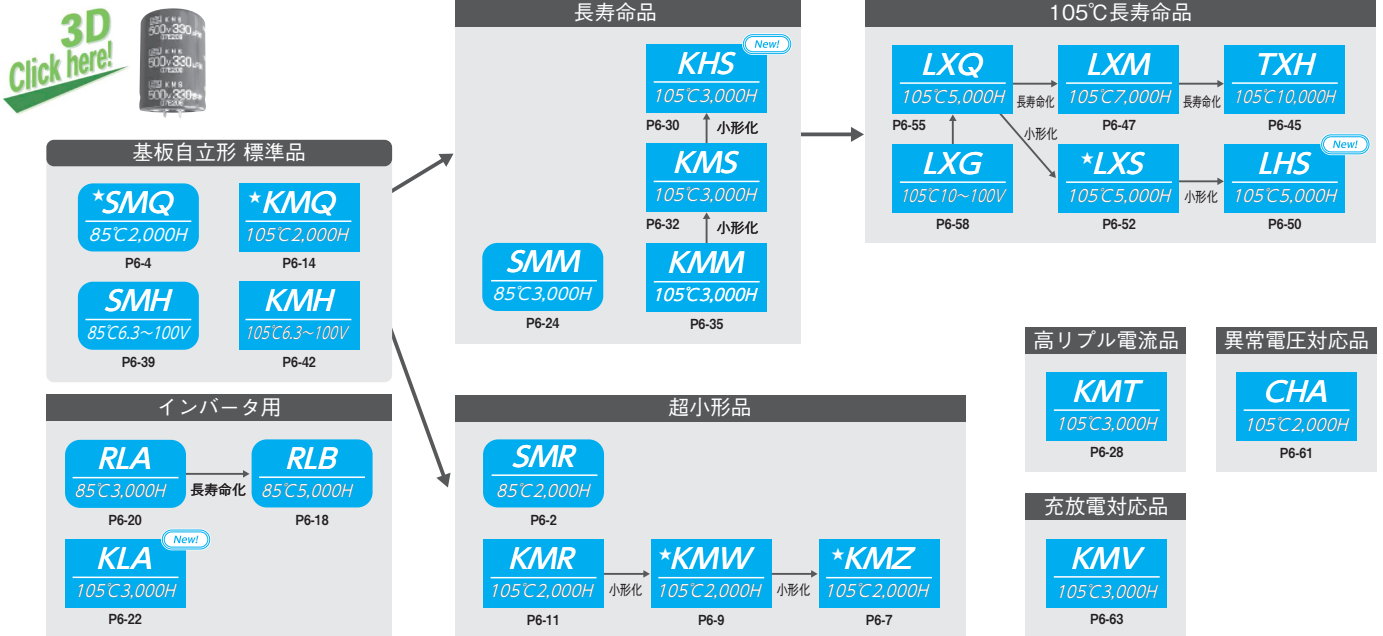 3D
Click here!
500v 330µF
500v 330µF
500v 330µF
基板自立形 標準品
★SMQ
85℃2,000H
P6-4
★KMQ
105℃2,000H
P6-14
SMH
85℃6.3～100V
P6-39
KMH
105℃6.3～100V
P6-42
インバータ用
RLA
85℃3,000H
P6-20
長寿命化
RLB
85℃5,000H
P6-18
New!
KLA
105℃3,000H
P6-22
長寿命品
New!
KHS
105℃3,000H
P6-30
小形化
KMS
105℃3,000H
P6-32
小形化
SMM
85℃3,000H
P6-24
KMM
105℃3,000H
P6-35
超小形品
SMR
85℃2,000H
P6-2
KMR
105℃2,000H
P6-11
小形化
★KMW
105℃2,000H
P6-9
小形化
★KMZ
105℃2,000H
P6-7
105℃長寿命品
LXQ
105℃5,000H
P6-55
長寿命化
LXM
105℃7,000H
P6-47
長寿命化
TXH
105℃10,000H
P6-45
小形化
LXG
105℃10～100V
P6-58
★LXS
105℃5,000H
P6-52
小形化
New!
LHS
105℃5,000H
P6-50
高リプル電流品
KMT
105℃3,000H
P6-28
異常電圧対応品
CHA
105℃2,000H
P6-61
充放電対応品
KMV
105℃3,000H
P6-63